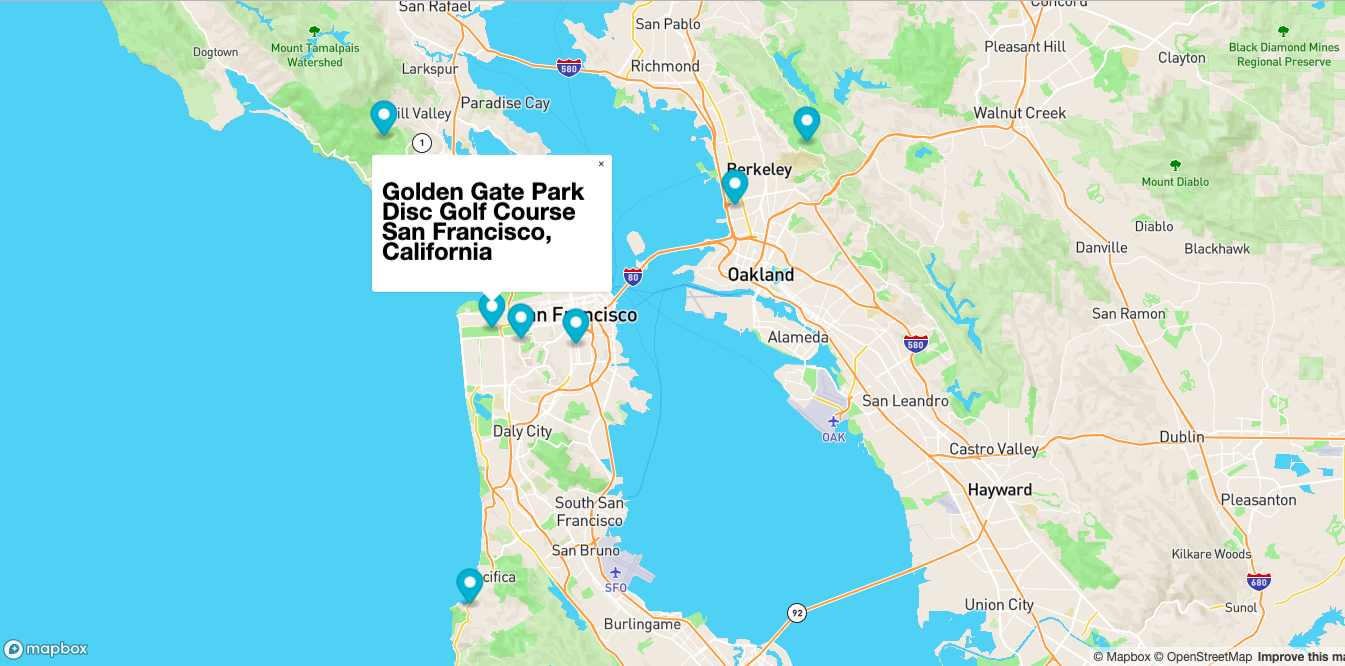 San Rafael
Concord
San Pablo
Dogtown
Mount Tamalpais
Watershed
Larkspur
580
Richmond
Pleasant Hill
Clayton
Black Diamond Mines
Regional Preserve
Paradise Cay
ill Valley
1
Walnut Creek
Berkeley
Mount Diablo
×
Golden Gate Park
Disc Golf Course
San Francisco,
California
Diablo
Danville
Blackhawk
80
Oakland
n Francisco
San Ramon
Alameda
580
San Leandro
OAK
Daly City
Dublin
Castro Valley
Hayward
Pleasanton
South San
Francisco
San Bruno
Kilkare Woods
cifica
SFO
680
92
Union City
Sunol
Burlingame
mapbox
© Mapbox © OpenStreetMap Improve this ma